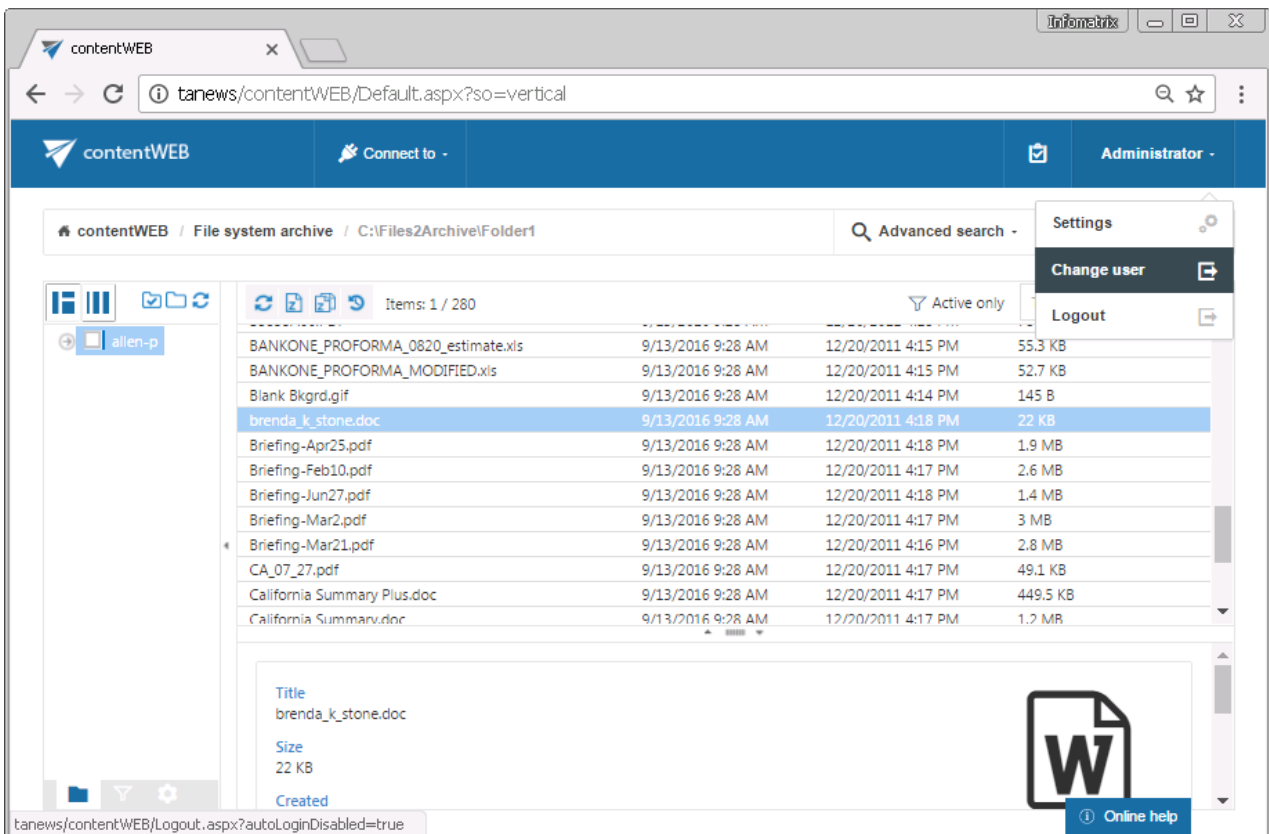 Infomatrix
contentWEB
tanews/contentWEB/Default.aspx?so=vertical
contentWEB Connect to - Administrator -
contentWEB / File system archive / C:\Files2Archive\Folder1 Advanced search -
Settings
Change user
Logout
Items: 1 / 280 Active only
allen-p
BANKONE_PROFORMA_0820_estimate.xls 9/13/2016 9:28 AM 12/20/2011 4:15 PM 55.3 KB
BANKONE_PROFORMA_MODIFIED.xls 9/13/2016 9:28 AM 12/20/2011 4:15 PM 52.7 KB
Blank Bkgrd.gif 9/13/2016 9:28 AM 12/20/2011 4:14 PM 145 B
brenda_k_stone.doc 9/13/2016 9:28 AM 12/20/2011 4:18 PM 22 KB
Briefing-Apr25.pdf 9/13/2016 9:28 AM 12/20/2011 4:18 PM 1.9 MB
Briefing-Feb10.pdf 9/13/2016 9:28 AM 12/20/2011 4:17 PM 2.6 MB
Briefing-Jun27.pdf 9/13/2016 9:28 AM 12/20/2011 4:18 PM 1.4 MB
Briefing-Mar2.pdf 9/13/2016 9:28 AM 12/20/2011 4:17 PM 3 MB
Briefing-Mar21.pdf 9/13/2016 9:28 AM 12/20/2011 4:16 PM 2.8 MB
CA_07_27.pdf 9/13/2016 9:28 AM 12/20/2011 4:17 PM 49.1 KB
California Summary Plus.doc 9/13/2016 9:28 AM 12/20/2011 4:17 PM 449.5 KB
California Summary.doc 9/13/2016 9:28 AM 12/20/2011 4:17 PM 1.2 MB
Title
brenda_k_stone.doc
Size
22 KB
Created
W
Online help
tanews/contentWEB/Logout.aspx?autoLoginDisabled=true